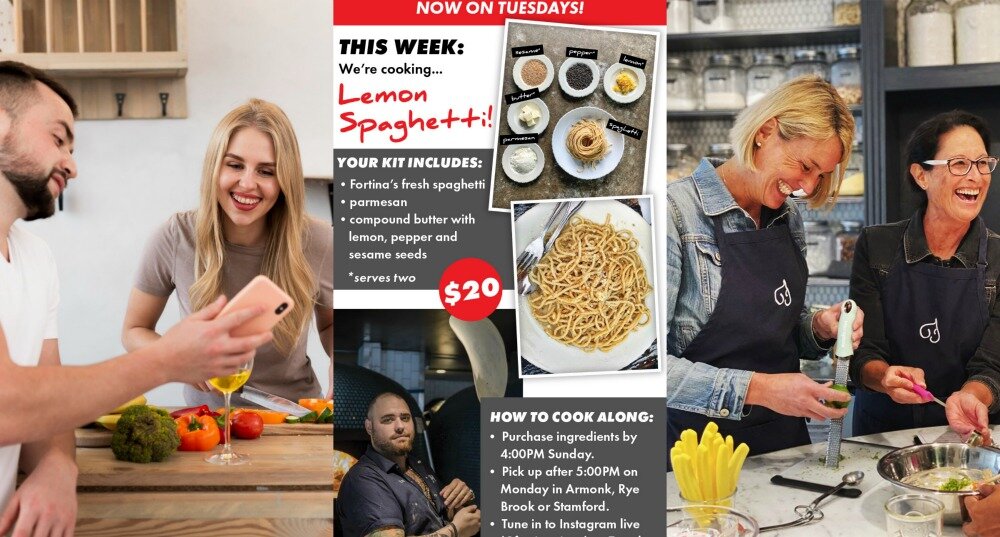 NOW ON TUESDAYS!
THIS WEEK:
We're cooking...
Lemon
Spaghetti!
sesame
pepper
lemon
butter
spaghetti
parmesan
YOUR KIT INCLUDES:
• Fortina's fresh spaghetti
• parmesan
• compound butter with
lemon, pepper and
sesame seeds
*serves two
$20
HOW TO COOK ALONG:
• Purchase ingredients by
4:00PM Sunday.
• Pick up after 5:00PM on
Monday in Armonk, Rye
Brook or Stamford.
• Tune in to Instagram live